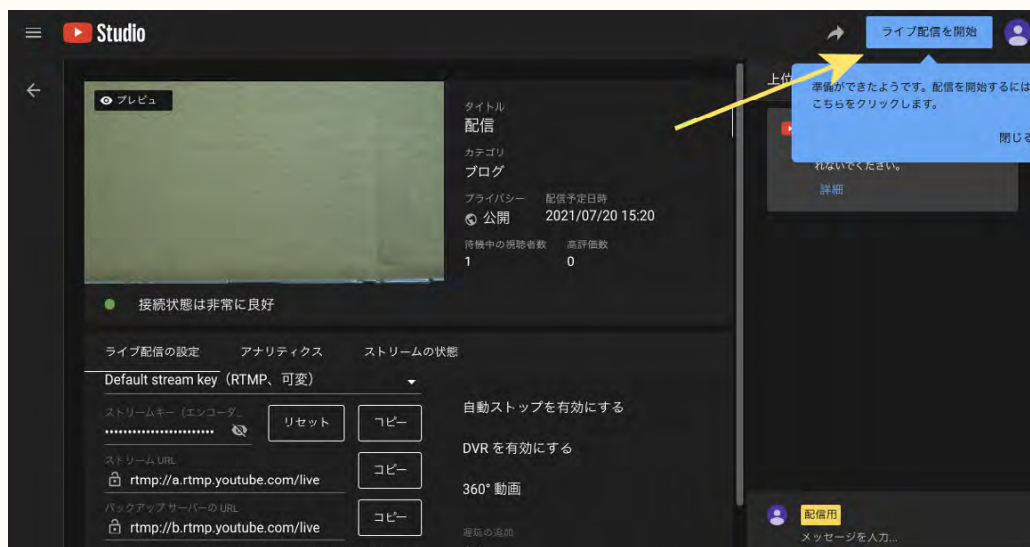 Studio
ライブ配信を開始
準備ができたようです。配信を開始するには
こちらをクリックします。
閉じる
上位
れないでください。
詳細
プレビュー
タイトル
配信
カテゴリ
ブログ
プライバシー 配信予定日時
公開 2021/07/20 15:20
待機中の視聴者数 高評価数
1 0
接続状態は非常に良好
ライブ配信の設定 アナリティクス ストリームの状態
Default stream key（RTMP、可変）
ストリームキー（エンコーダ...
•••••••••••••••••••••••• リセット コピー
ストリーム URL
rtmp://a.rtmp.youtube.com/live コピー
バックアップ サーバーの URL
rtmp://b.rtmp.youtube.com/live コピー
自動ストップを有効にする
DVR を有効にする
360° 動画
遅延の追加
配信用
メッセージを入力...